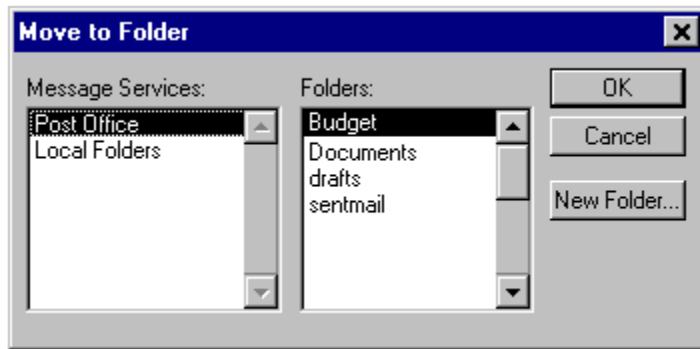 Move to Folder
Message Services:
Post Office
Local Folders
Folders:
Budget
Documents
drafts
sentmail
OK
Cancel
New Folder...